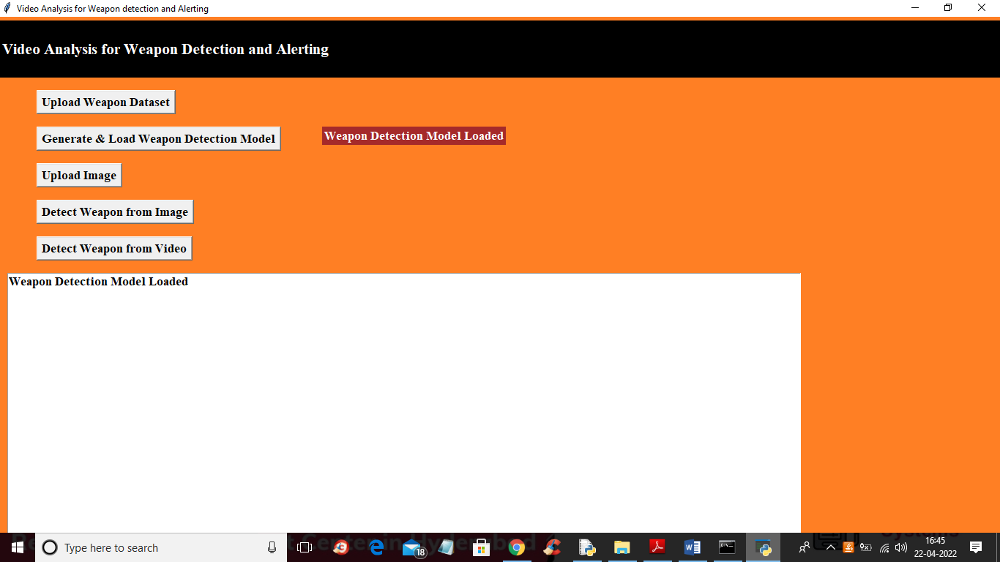 Video Analysis for Weapon detection and Alerting
Video Analysis for Weapon Detection and Alerting
Upload Weapon Dataset
Generate & Load Weapon Detection Model
Weapon Detection Model Loaded
Upload Image
Detect Weapon from Image
Detect Weapon from Video
Weapon Detection Model Loaded
Type here to search
18
16:45
22-04-2022